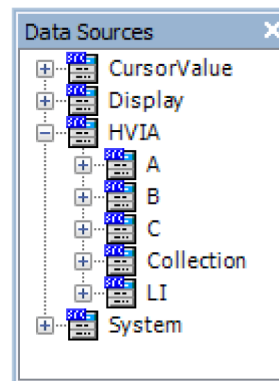 Data Sources
CursorValue
Display
HVIA
A
B
C
Collection
LI
System